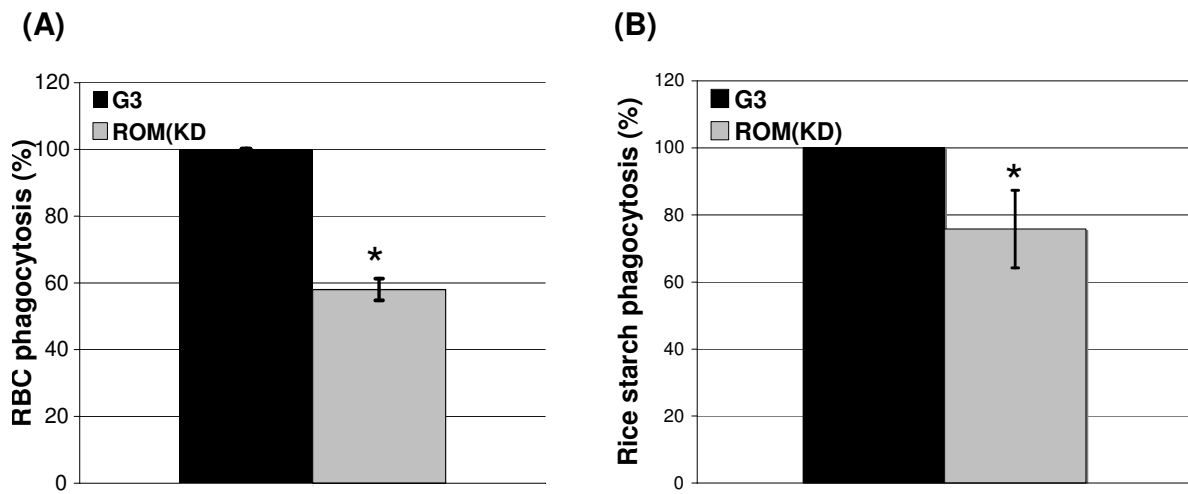 (A)
RBC phagocytosis (%)
120
100
80
60
40
20
0
G3
ROM(KD
*
(B)
Rice starch phagocytosis (%)
120
100
80
60
40
20
0
G3
ROM(KD)
*